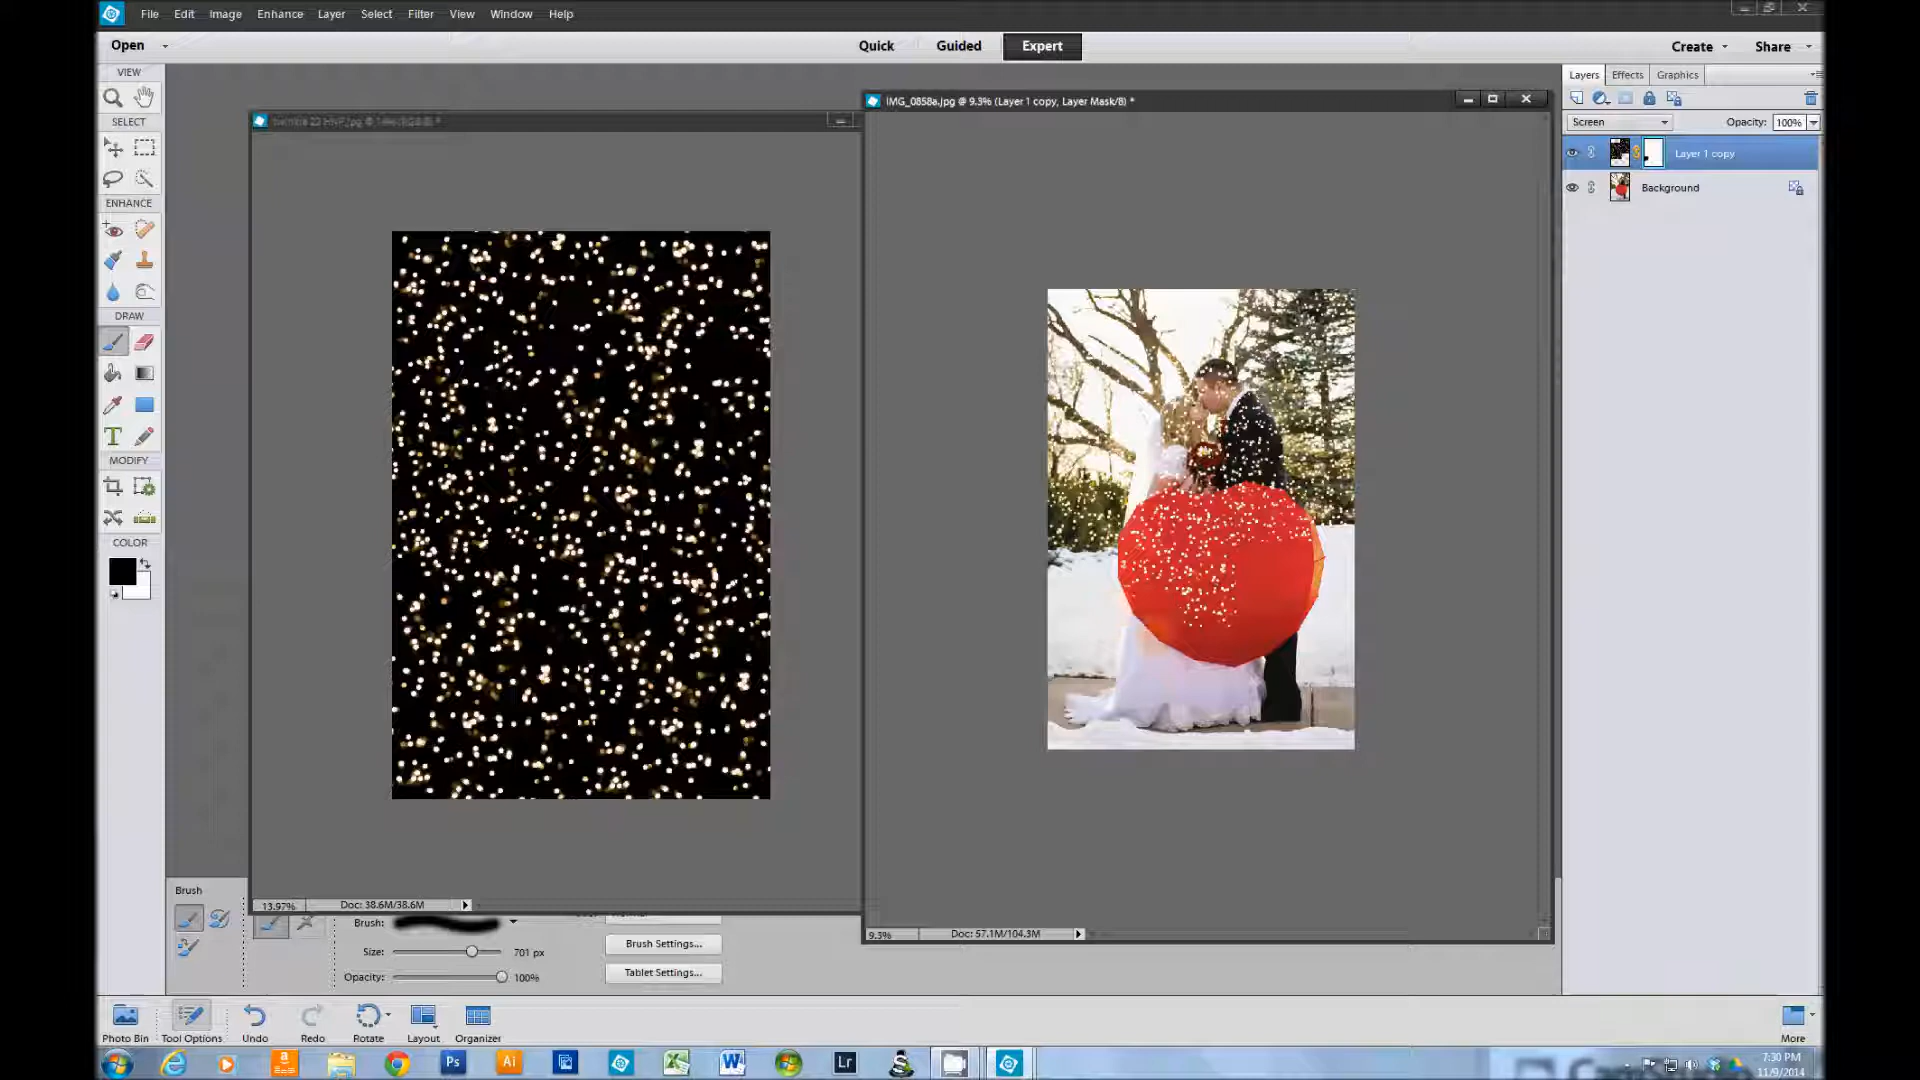 File Edit Image Enhance Layer Select Filter View Window Help
Open Quick Guided Expert Create Share
VIEW
SELECT
ENHANCE
DRAW
MODIFY
COLOR
IMG_0858a.jpg @ 9.3% (Layer 1 copy, Layer Mask/8) *
Layers Effects Graphics
Screen Opacity: 100%
Layer 1 copy
Background
13.97% Doc: 38.6M/38.6M
9.3% Doc: 57.1M/104.3M
Brush
Brush:
Size: 701 px
Opacity: 100%
Brush Settings...
Tablet Settings...
Photo Bin Tool Options Undo Redo Rotate Layout Organizer More
Ps Ai Lr
7:30 PM
11/9/2014